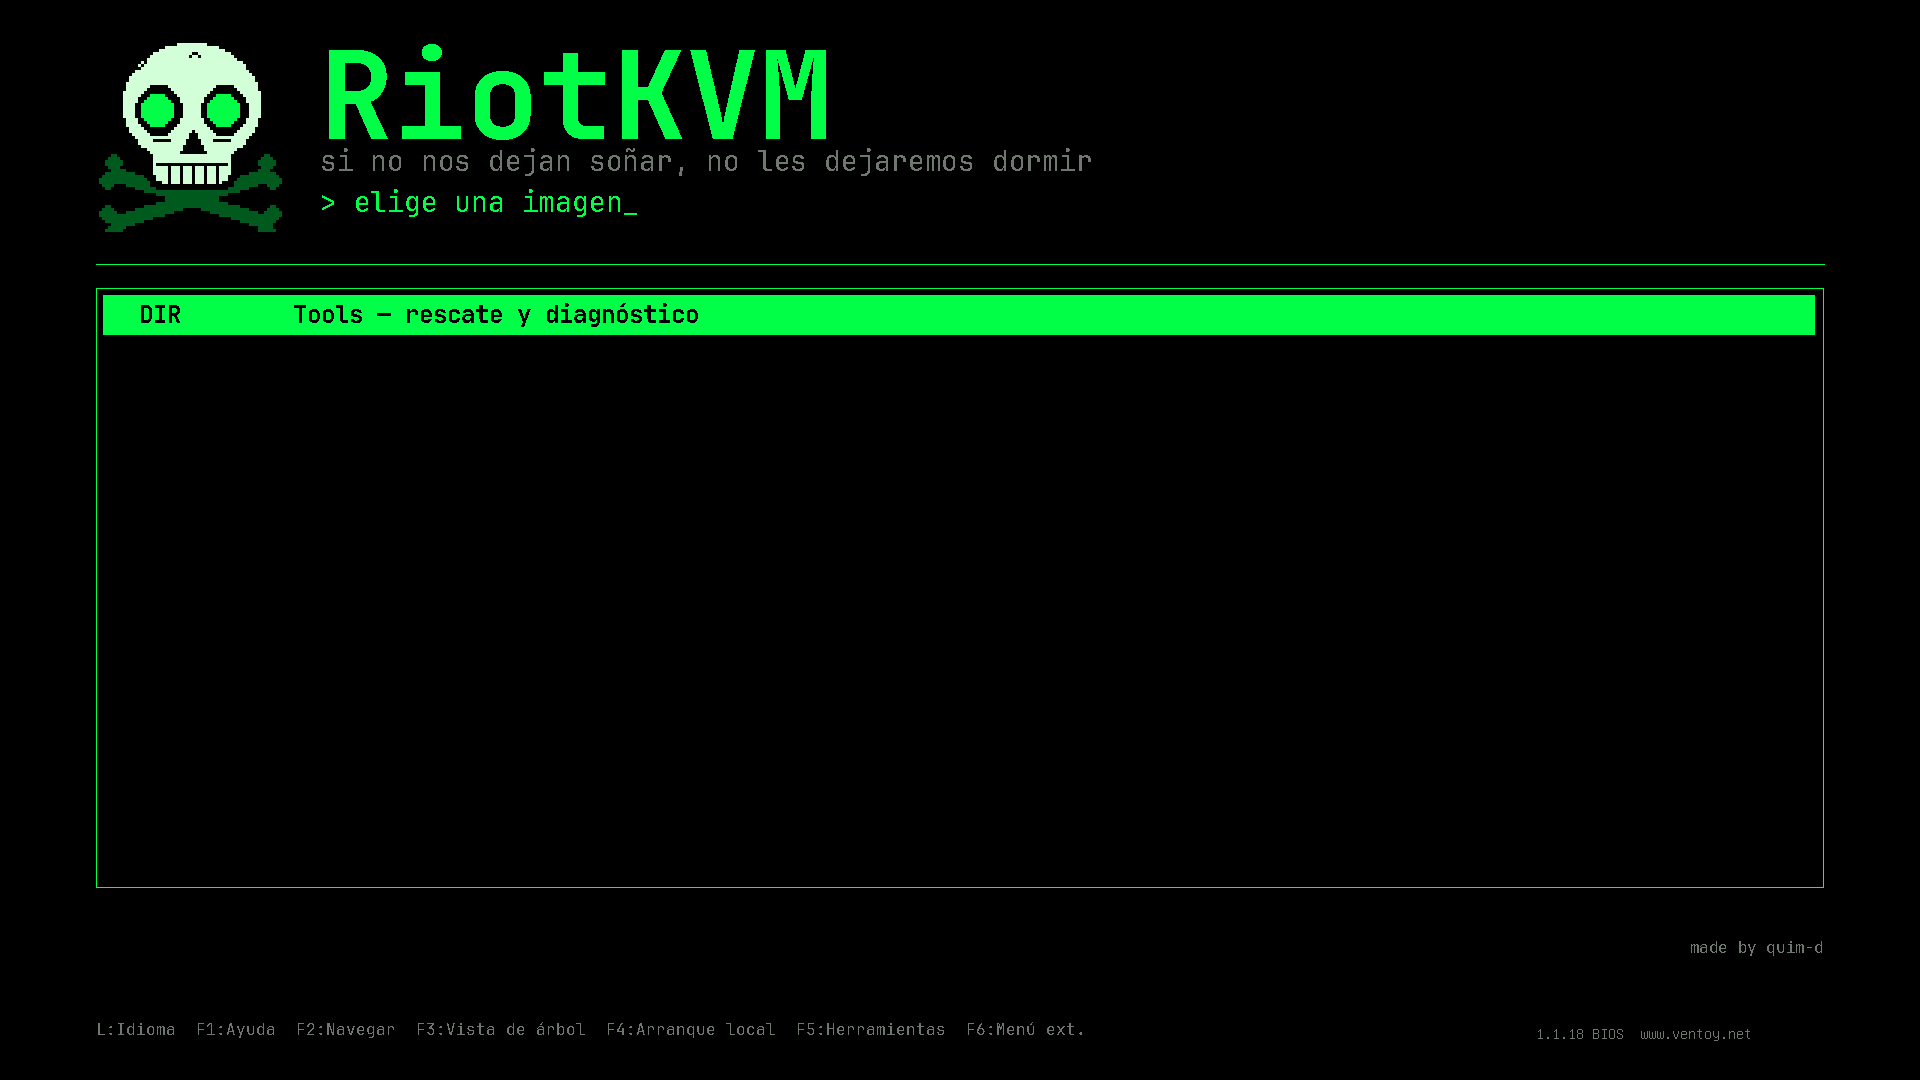 RiotKVM
si no nos dejan soñar, no les dejaremos dormir
> elige una imagen_
DIR Tools — rescate y diagnóstico
made by quim-d
L:Idioma F1:Ayuda F2:Navegar F3:Vista de árbol F4:Arranque local F5:Herramientas F6:Menú ext.
1.1.18 BIOS www.ventoy.net